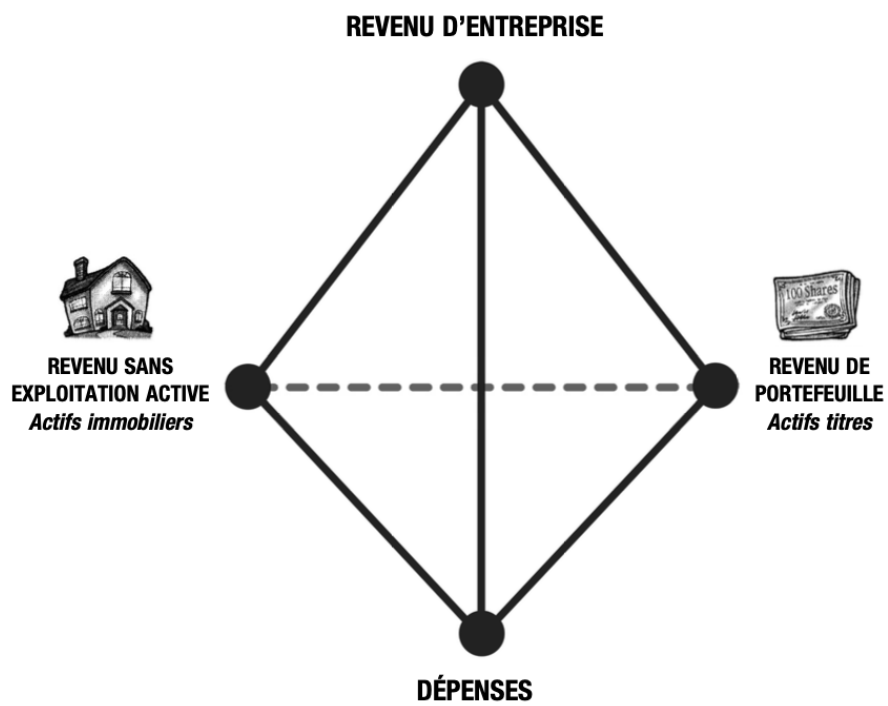 REVENU D’ENTREPRISE
100 Shares
REVENU SANS
EXPLOITATION ACTIVE
Actifs immobiliers
REVENU DE
PORTEFEUILLE
Actifs titres
DÉPENSES